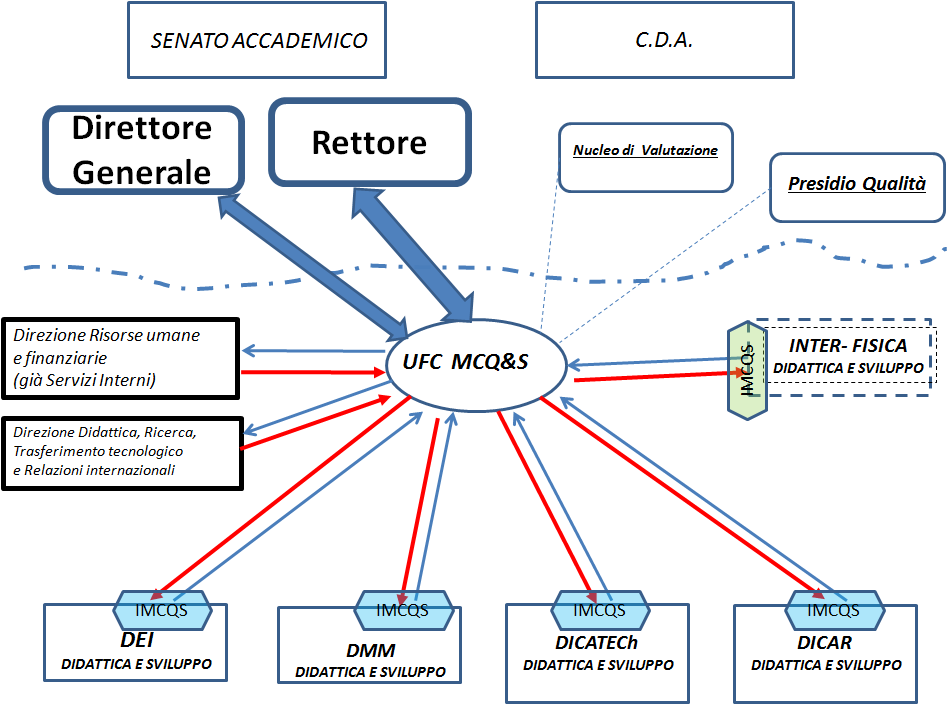 SENATO ACCADEMICO
C.D.A.
Direttore
Generale
Rettore
Nucleo di Valutazione
Presidio Qualità
Direzione Risorse umane
e finanziarie
(già Servizi Interni)
UFC MCQ&S
IMCQS
INTER- FISICA
DIDATTICA E SVILUPPO
Direzione Didattica, Ricerca,
Trasferimento tecnologico
e Relazioni internazionali
IMCQS
DEI
DIDATTICA E SVILUPPO
IMCQS
DMM
DIDATTICA E SVILUPPO
IMCQS
DICATECh
DIDATTICA E SVILUPPO
IMCQS
DICAR
DIDATTICA E SVILUPPO